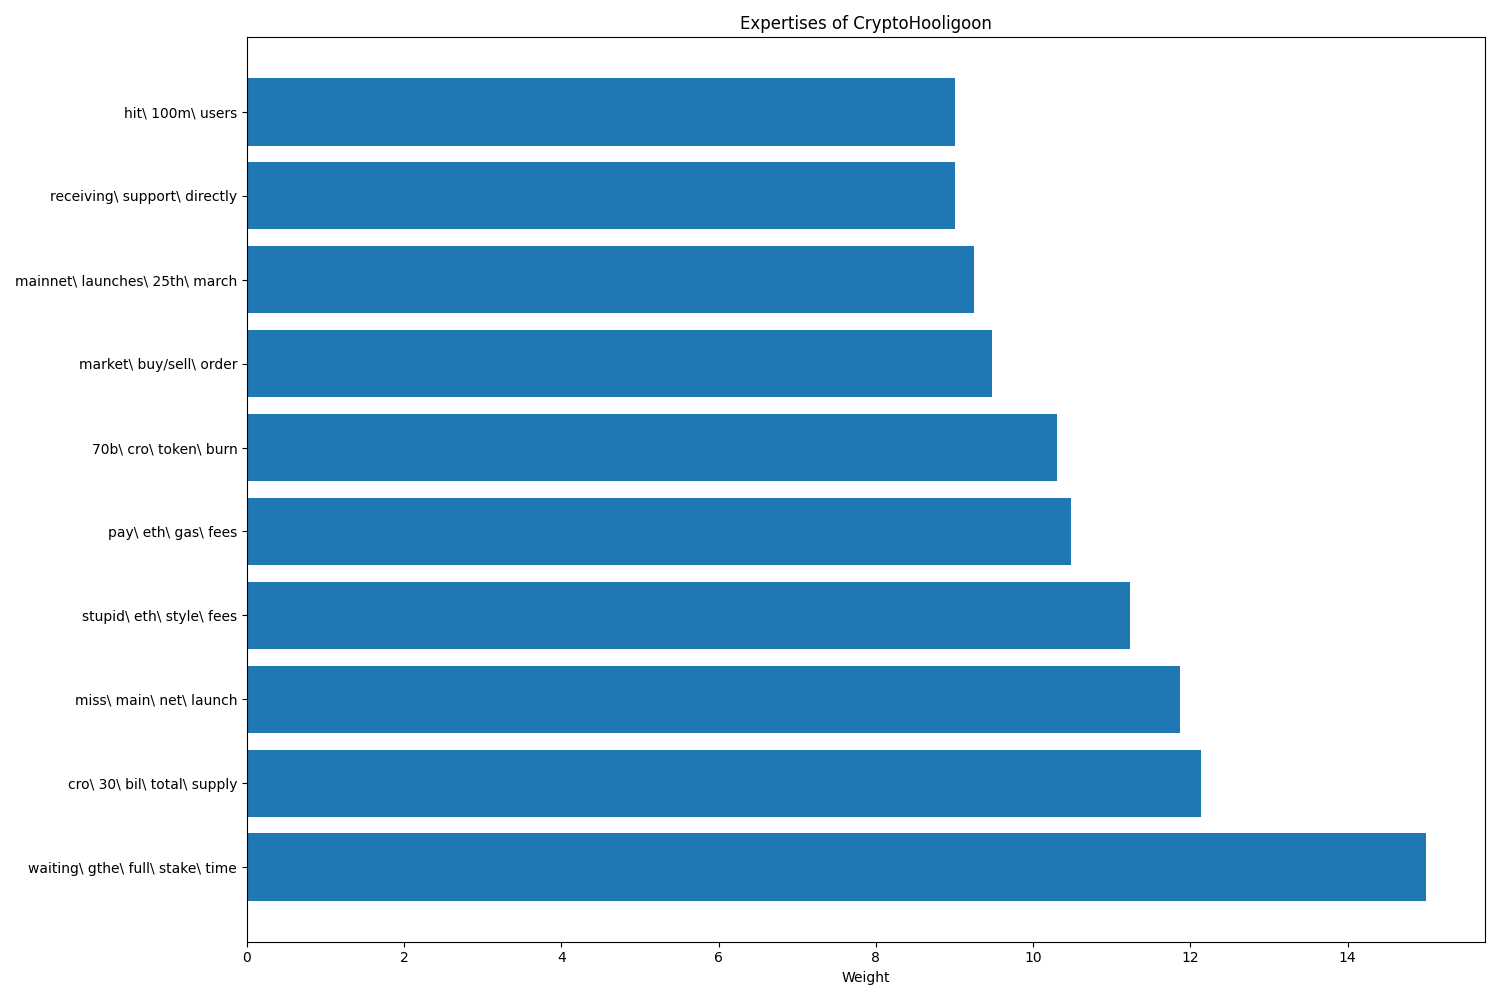 Expertises of CryptoHooligoon
hit\ 100m\ users
receiving\ support\ directly
mainnet\ launches\ 25th\ march
market\ buy/sell\ order
70b\ cro\ token\ burn
pay\ eth\ gas\ fees
stupid\ eth\ style\ fees
miss\ main\ net\ launch
cro\ 30\ bil\ total\ supply
waiting\ gthe\ full\ stake\ time
0 2 4 6 8 10 12 14
Weight